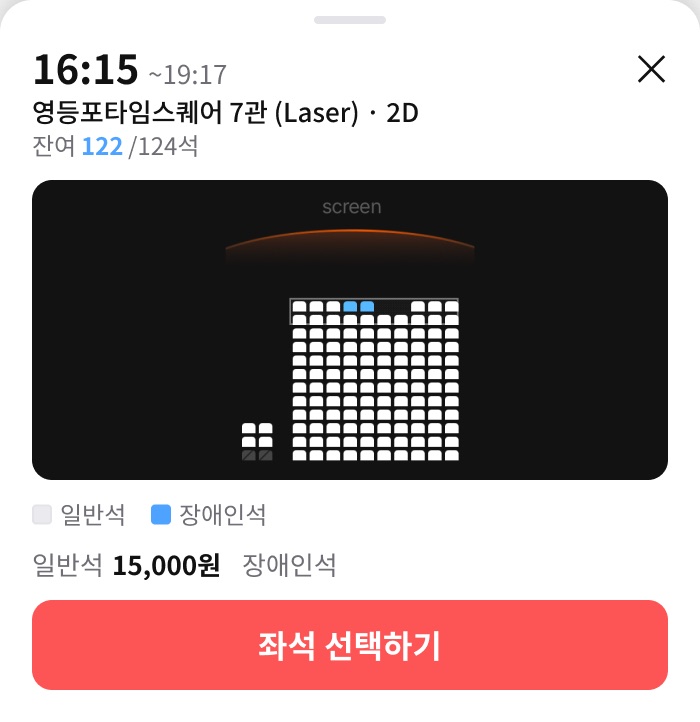 16:15 ~19:17
영등포타임스퀘어 7관 (Laser) · 2D
잔여 122 /124석
screen
일반석 장애인석
일반석 15,000원 장애인석
좌석 선택하기